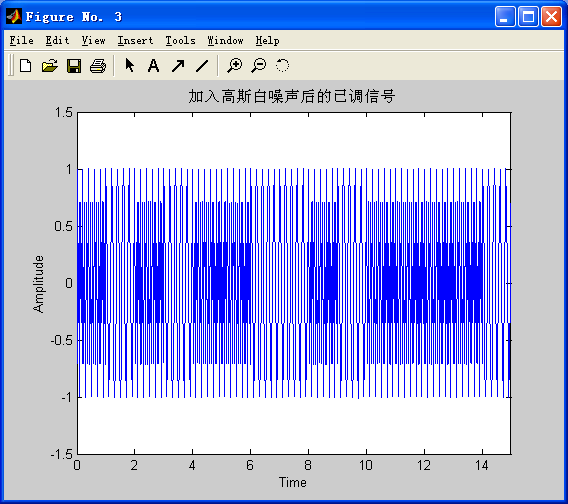 Figure No. 3
File Edit View Insert Tools Window Help
A
加入高斯白噪声后的已调信号
1.5
1
0.5
0
-0.5
-1
-1.5
Amplitude
0 2 4 6 8 10 12 14
Time